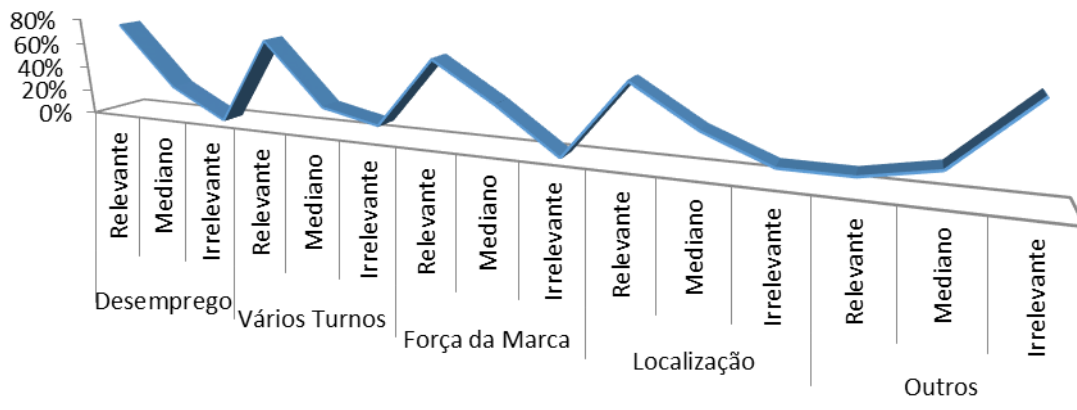 80%
60%
40%
20%
0%
Relevante
Mediano
Irrelevante
Relevante
Mediano
Irrelevante
Relevante
Mediano
Irrelevante
Relevante
Mediano
Irrelevante
Relevante
Mediano
Irrelevante
Desemprego
Vários Turnos
Força da Marca
Localização
Outros